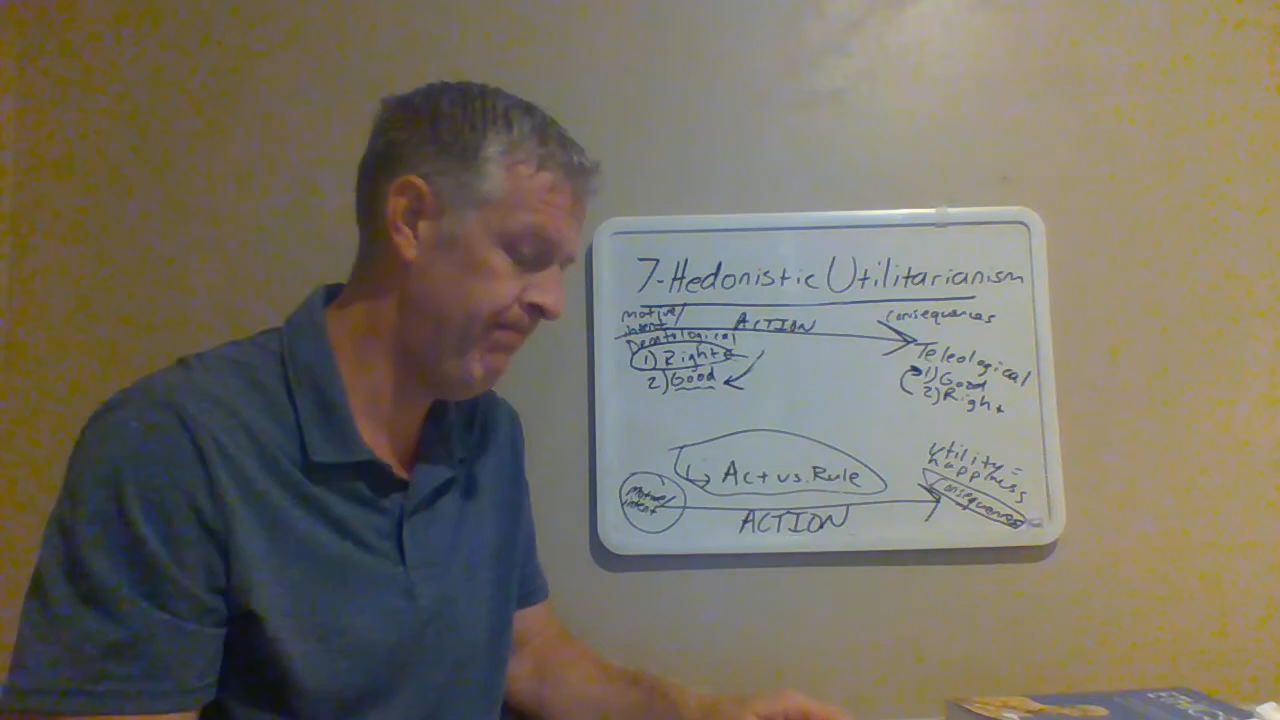 7-Hedonistic Utilitarianism
motive/
intent
ACTION
consequences
Deontological
1) Right
2) Good
Teleological
1) Good
2) Right
Utility =
happiness
Act vs. Rule
Motive/
intent
ACTION
consequences